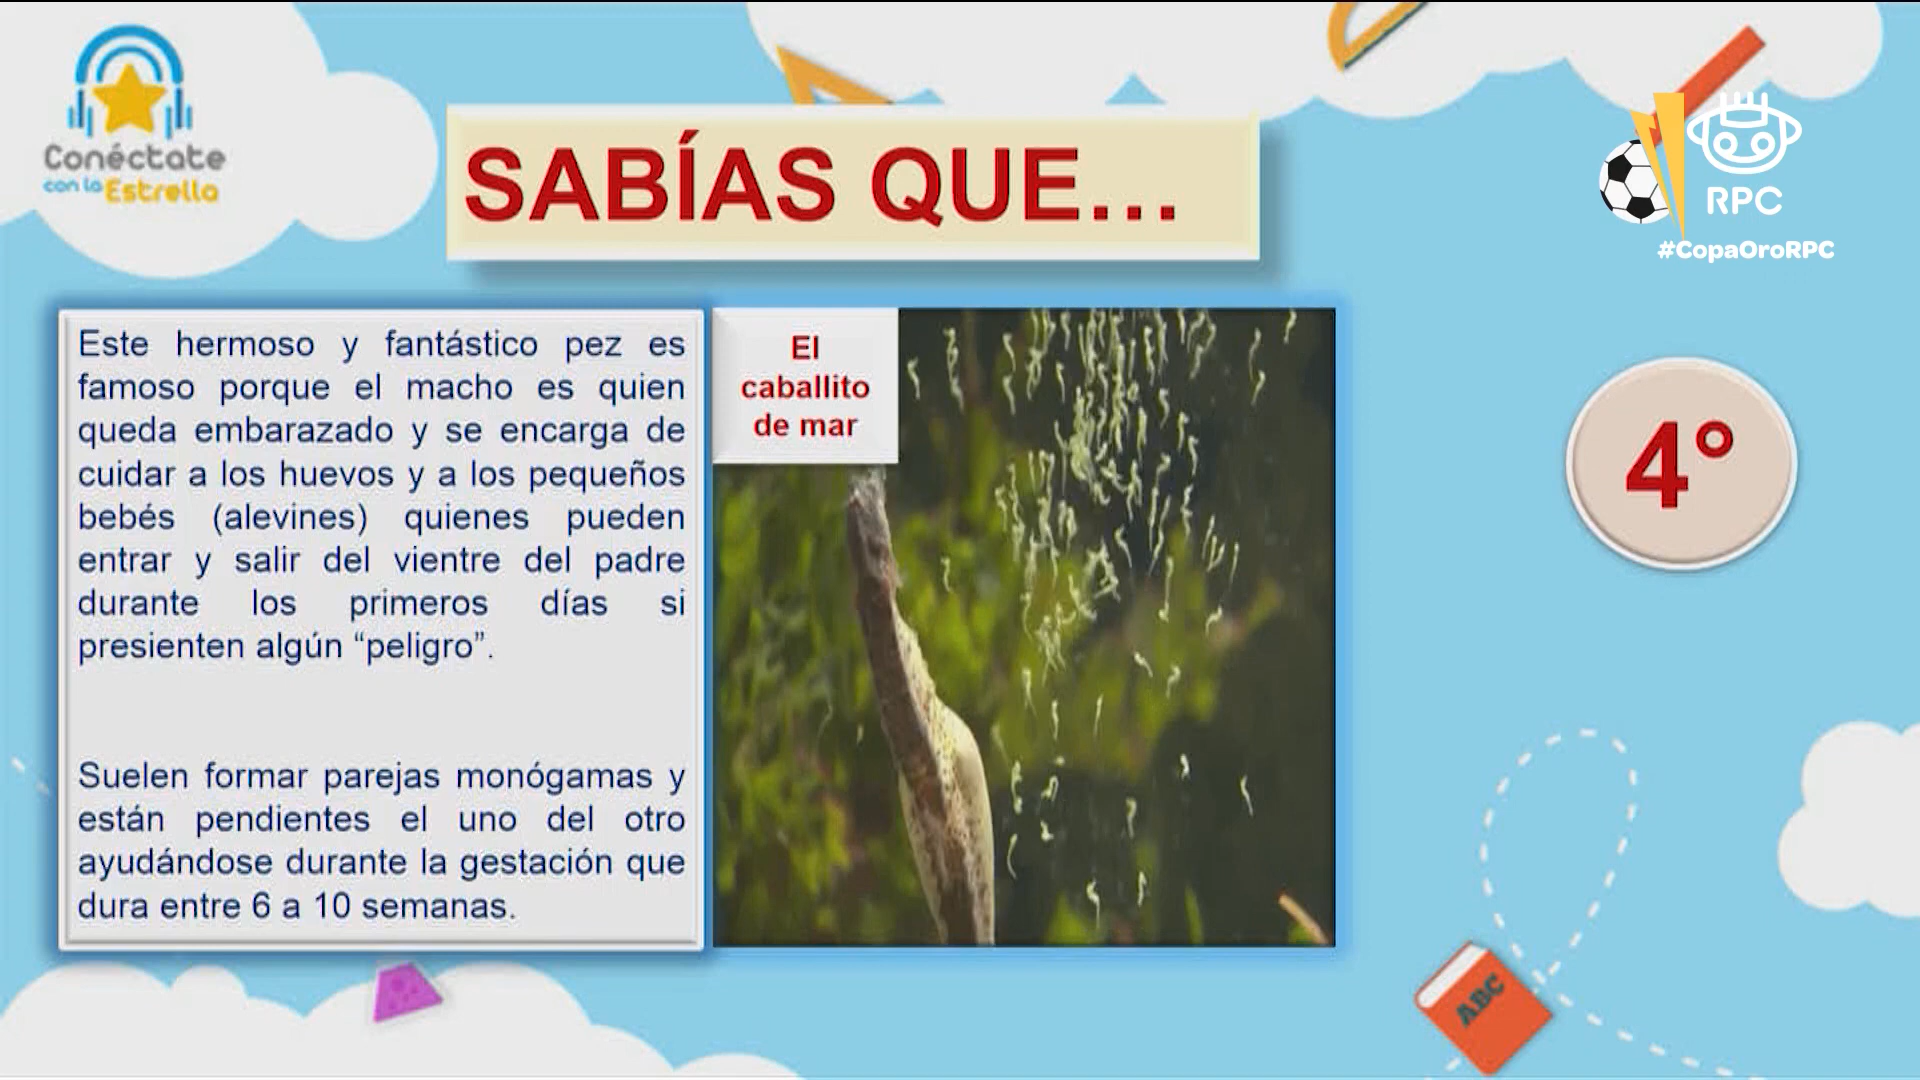 Conéctate
con la Estrella
SABÍAS QUE...
RPC
#CopaOroRPC
Este hermoso y fantástico pez es
famoso porque el macho es quien
queda embarazado y se encarga de
cuidar a los huevos y a los pequeños
bebés (alevines) quienes pueden
entrar y salir del vientre del padre
durante los primeros días si
presienten algún “peligro”.
Suelen formar parejas monógamas y
están pendientes el uno del otro
ayudándose durante la gestación que
dura entre 6 a 10 semanas.
El
caballito
de mar
4°
ABC